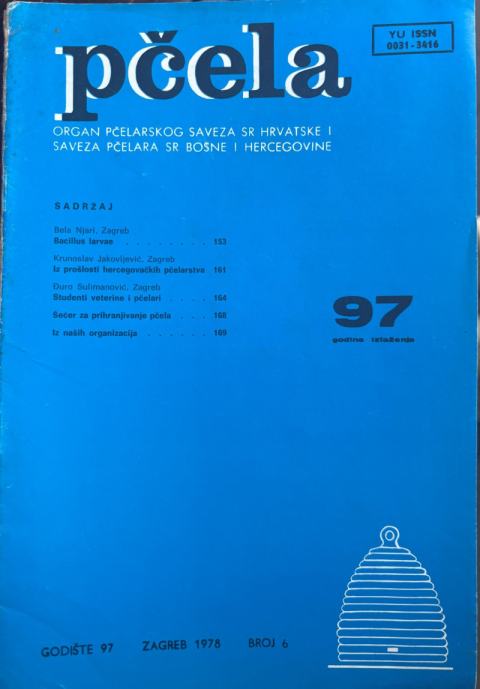 YU ISSN
0031-3416
pčela
ORGAN PČELARSKOG SAVEZA SR HRVATSKE I
SAVEZA PČELARA SR BOSNE I HERCEGOVINE
SADRŽAJ
Bela Njari, Zagreb
Bacillus larvae . . . . . . . . 153
Krunoslav Jakovljević, Zagreb
Iz prošlosti hercegovačkih pčelarstva 161
Đuro Sulimanović, Zagreb
Studenti veterine i pčelari . . . . 164
Šećer za prihranjivanje pčela . . . 168
Iz naših organizacija . . . . . . 169
97
godina izlaženja
GODIŠTE 97 ZAGREB 1978 BROJ 6